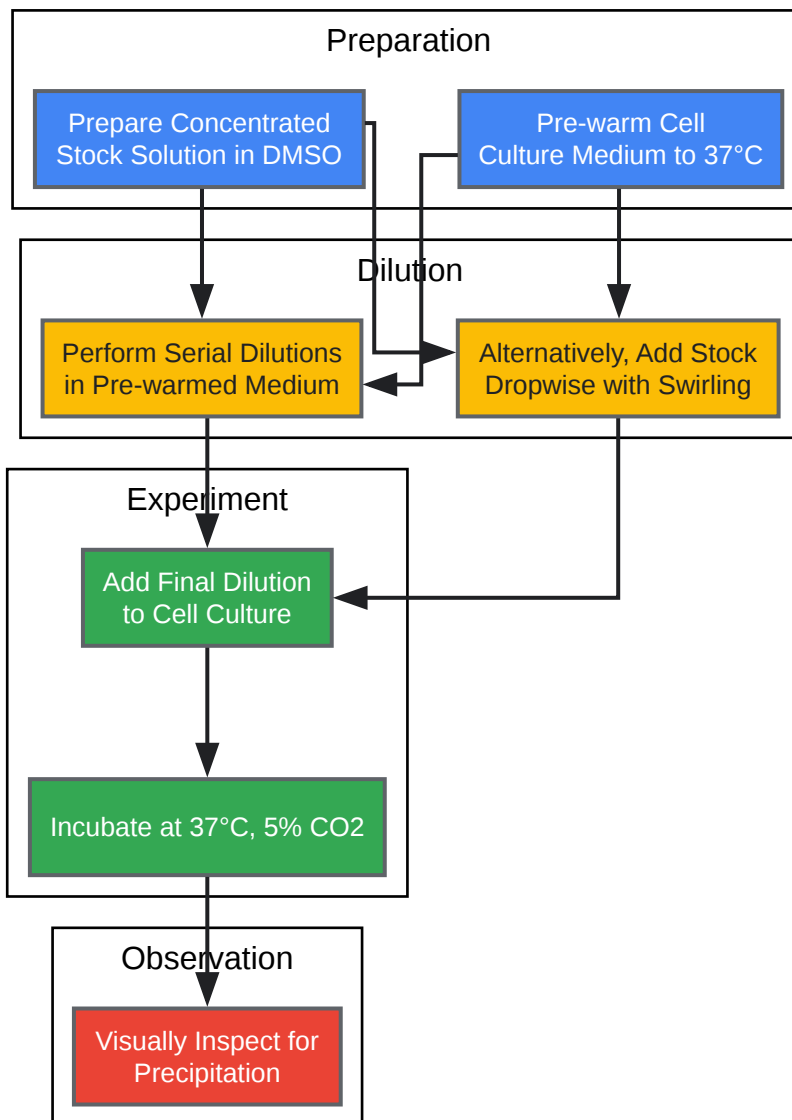 Preparation
Prepare Concentrated
Stock Solution in DMSO
Pre-warm Cell
Culture Medium to 37°C
Dilution
Perform Serial Dilutions
in Pre-warmed Medium
Alternatively, Add Stock
Dropwise with Swirling
Experiment
Add Final Dilution
to Cell Culture
Incubate at 37°C, 5% CO2
Observation
Visually Inspect for
Precipitation